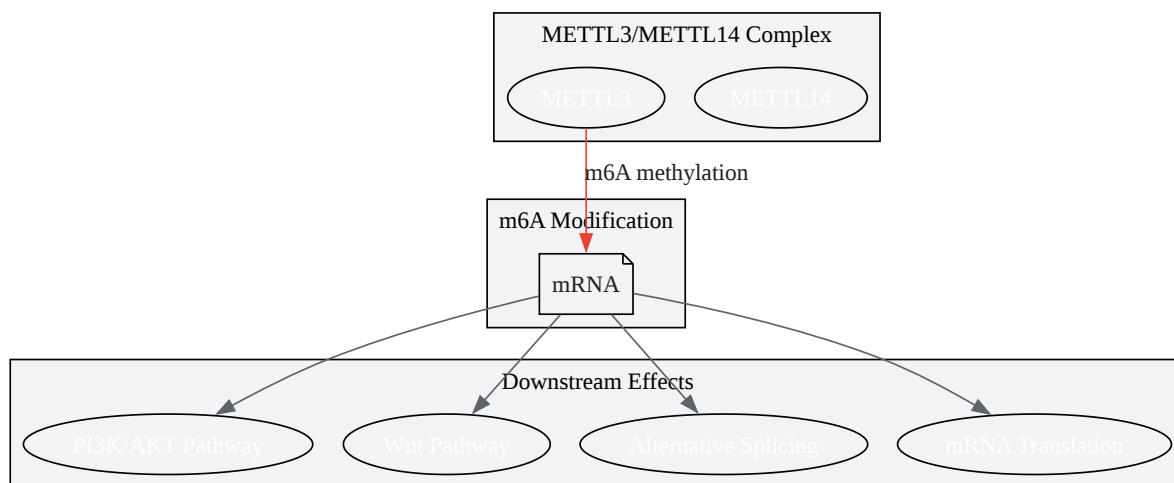 METTL3/METTL14 Complex
METTL3
METTL14
m6A methylation
m6A Modification
mRNA
Downstream Effects
PI3K/AKT Pathway
Wnt Pathway
Alternative Splicing
mRNA Translation